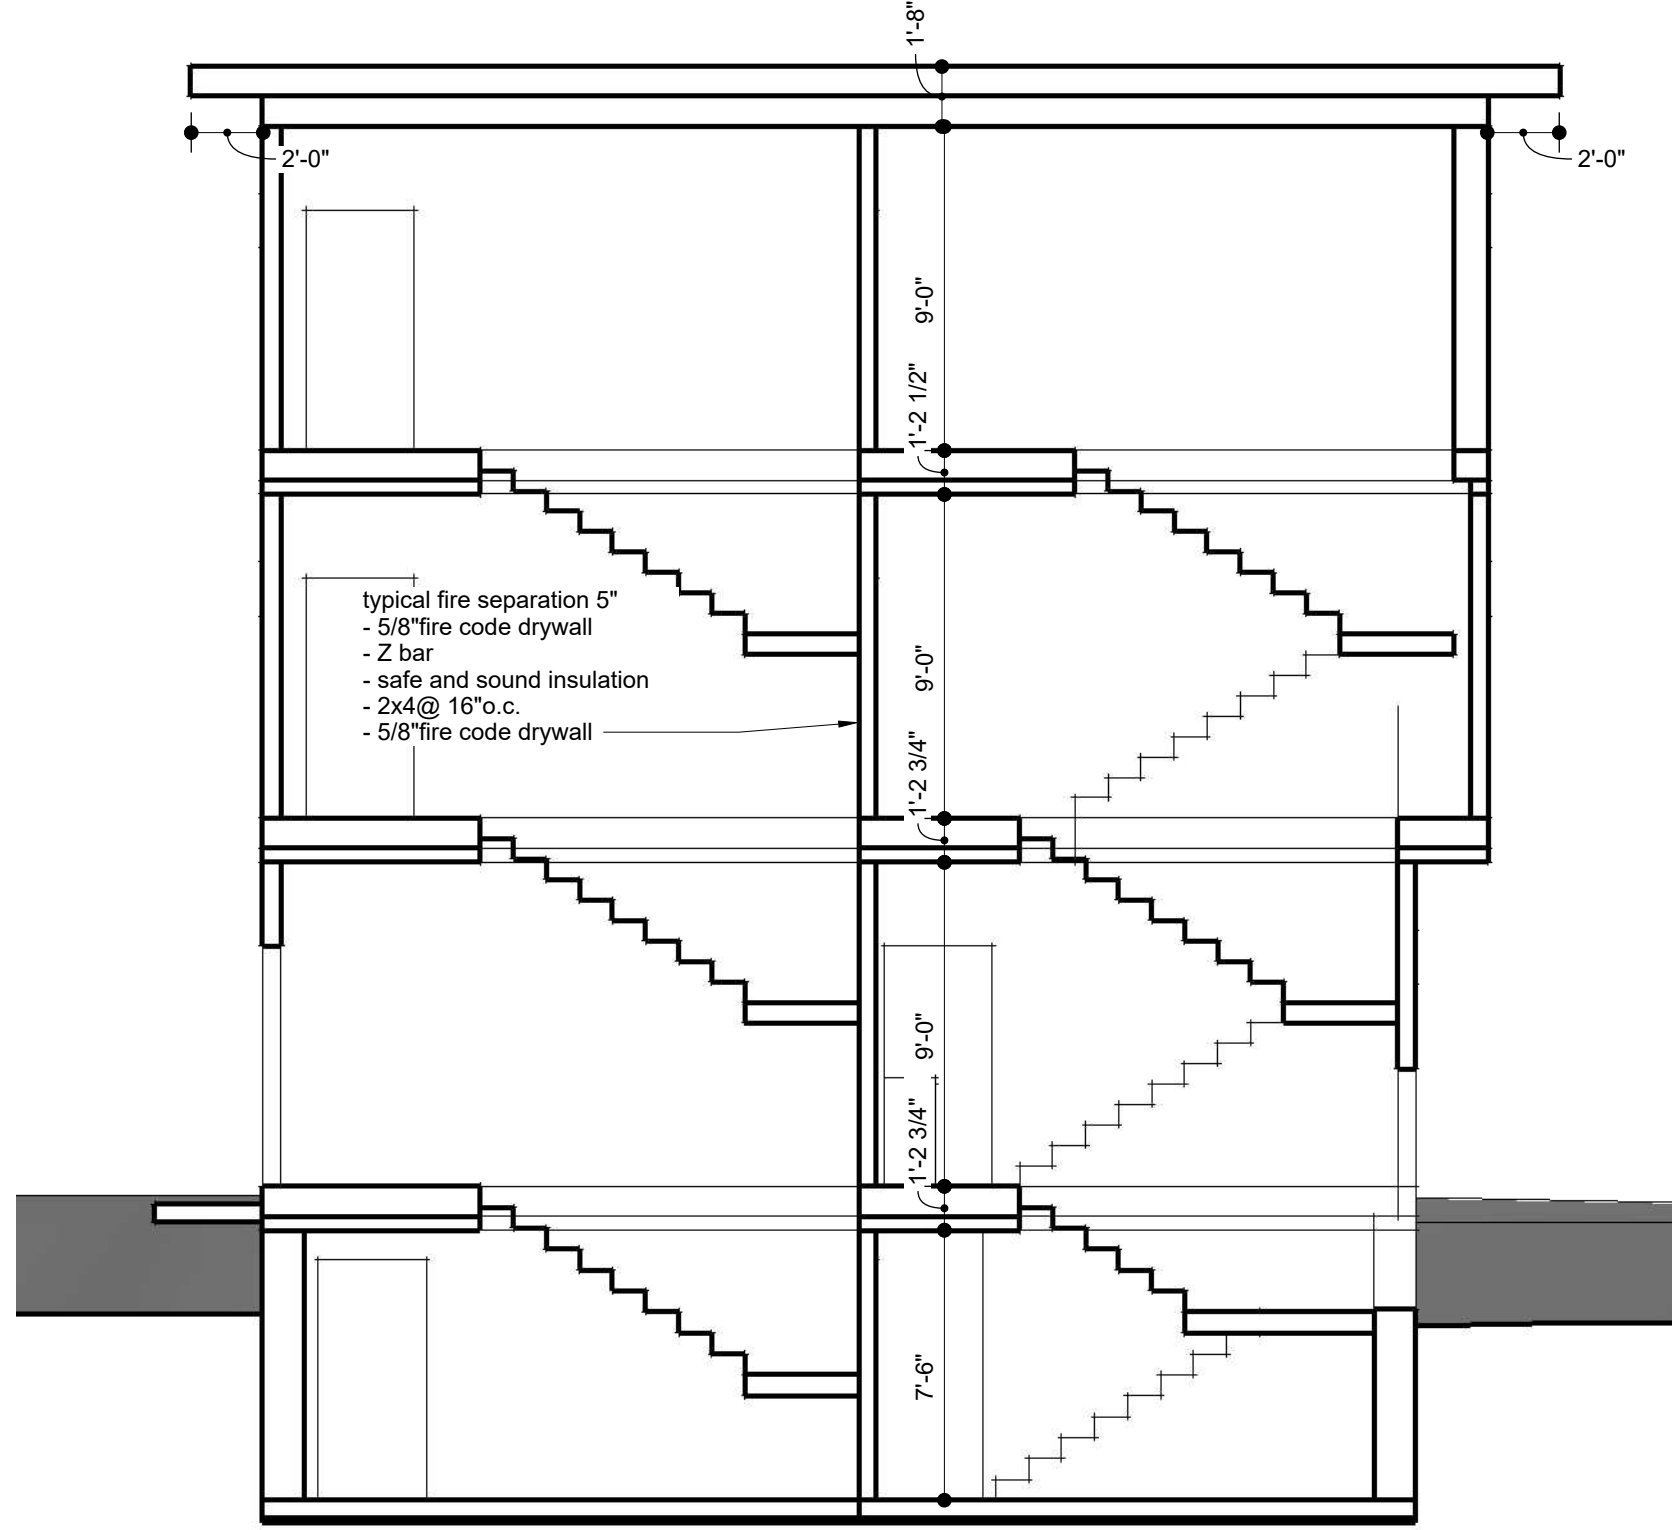 1'-8"
2'-0"
2'-0"
9'-0"
1'-2 1/2"
typical fire separation 5"
- 5/8"fire code drywall
- Z bar
- safe and sound insulation
- 2x4@ 16"o.c.
- 5/8"fire code drywall
9'-0"
1'-2 3/4"
9'-0"
1'-2 3/4"
7'-6"